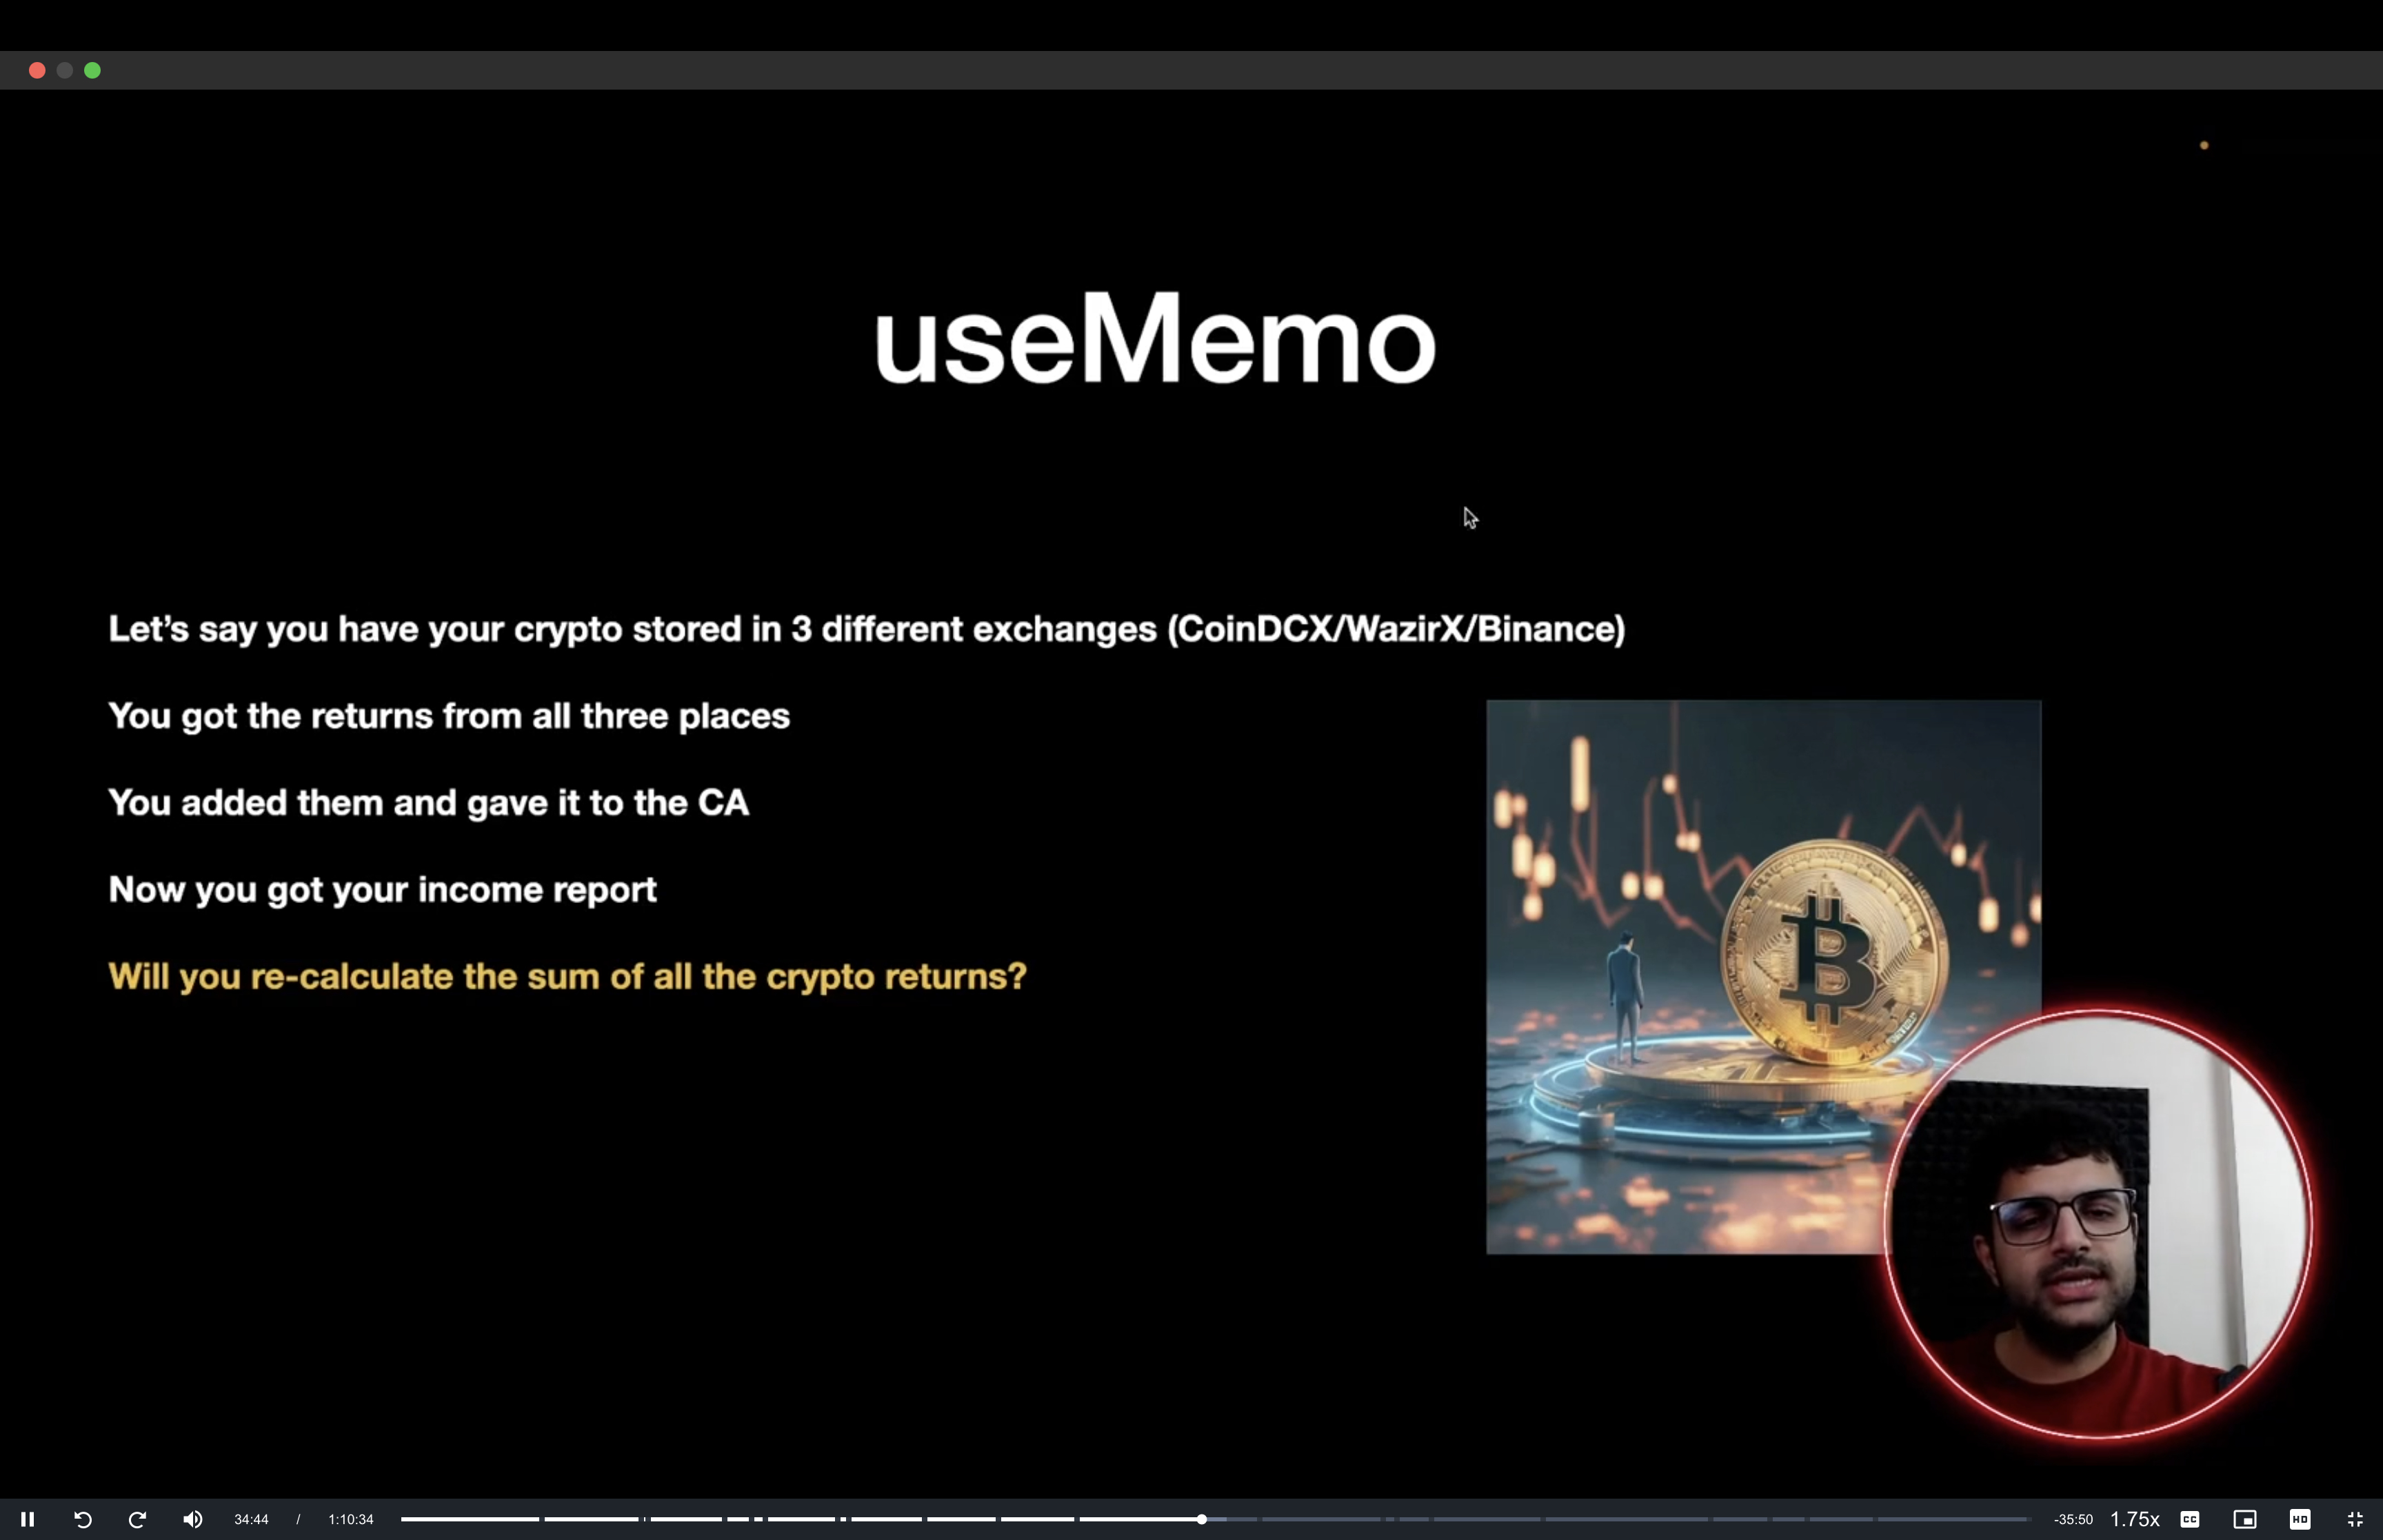 useMemo
Let’s say you have your crypto stored in 3 different exchanges (CoinDCX/WazirX/Binance)
You got the returns from all three places
You added them and gave it to the CA
Now you got your income report
Will you re-calculate the sum of all the crypto returns?
34:44 / 1:10:34 -35:50 1.75x CC HD